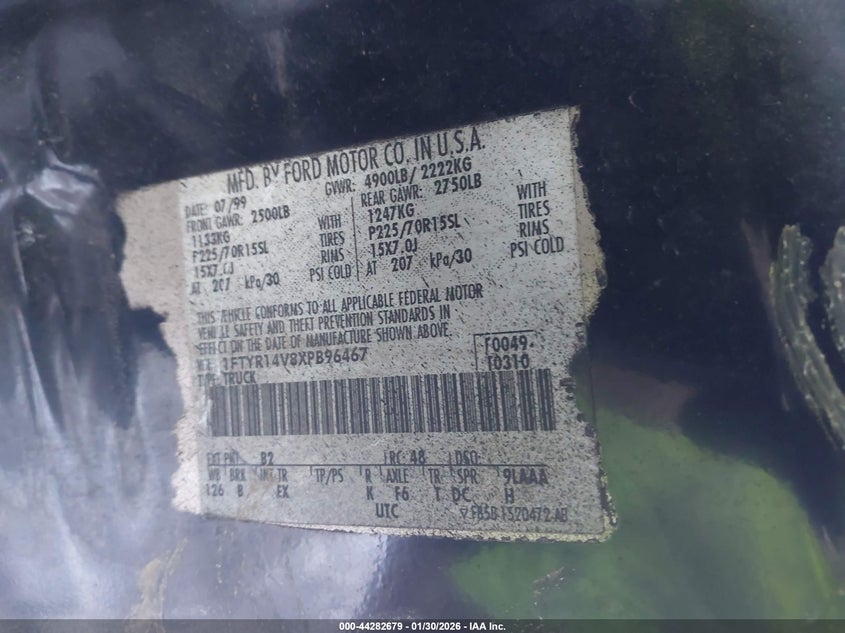 MFD. BY FORD MOTOR CO. IN U.S.A.
DATE: 07/99 GVWR: 4900LB/ 2222KG
FRONT GAWR: 2500LB REAR GAWR: 2750LB
1133KG WITH 1247KG WITH
P225/70R15SL TIRES P225/70R15SL TIRES
15X7.0J RIMS 15X7.0J RIMS
AT 207 kPa/30 PSI COLD AT 207 kPa/30 PSI COLD
THIS VEHICLE CONFORMS TO ALL APPLICABLE FEDERAL MOTOR
VEHICLE SAFETY AND THEFT PREVENTION STANDARDS IN
EFFECT ON THE DATE OF MANUFACTURE SHOWN ABOVE.
1FTYR14V8XPB96467 F0049
TYPE TRUCK T0310
EXT PNT: B2 RC: 48 DSO:
WB BRK INT TR TP/PS R AXLE TR SPR 9LAAA
126 B EX K F6 T DC H
UTC F85B 1520472 AB
000-44282679 - 01/30/2026 - IAA Inc.